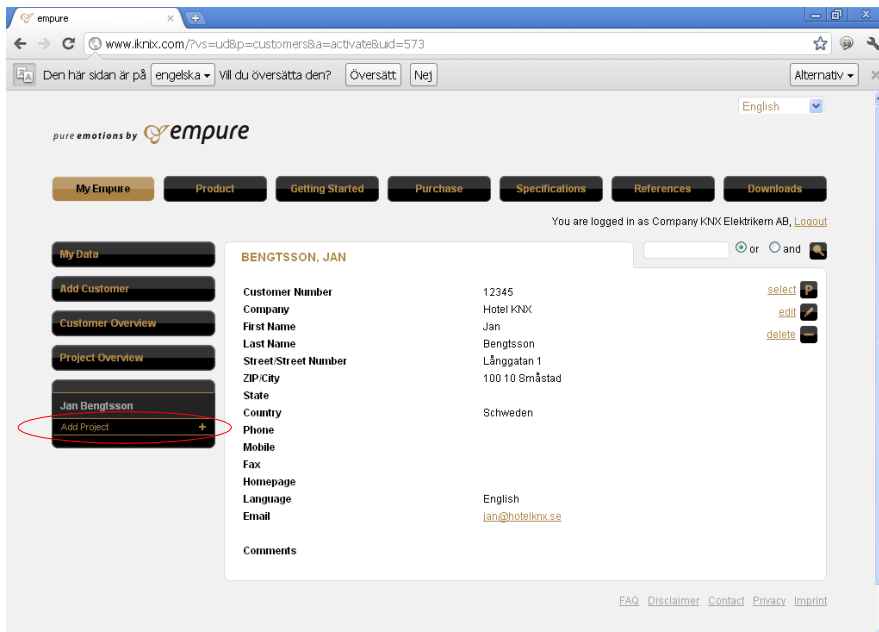 empure
www.iknix.com/?vs=ud&p=customers&a=activate&uid=573
Den här sidan är på engelska Vill du översätta den? Översätt Nej Alternativ
English
pure emotions by empure
My Empure Product Getting Started Purchase Specifications References Downloads
You are logged in as Company KNX Elektrikern AB, Logout
My Data
Add Customer
Customer Overview
Project Overview
Jan Bengtsson
Add Project +
BENGTSSON, JAN
or and
Customer Number 12345
Company Hotel KNX
First Name Jan
Last Name Bengtsson
Street/Street Number Långgatan 1
ZIP/City 100 10 Småstad
State
Country Schweden
Phone
Mobile
Fax
Homepage
Language English
Email jan@hotelknx.se
Comments
select P
edit
delete
FAQ Disclaimer Contact Privacy Imprint